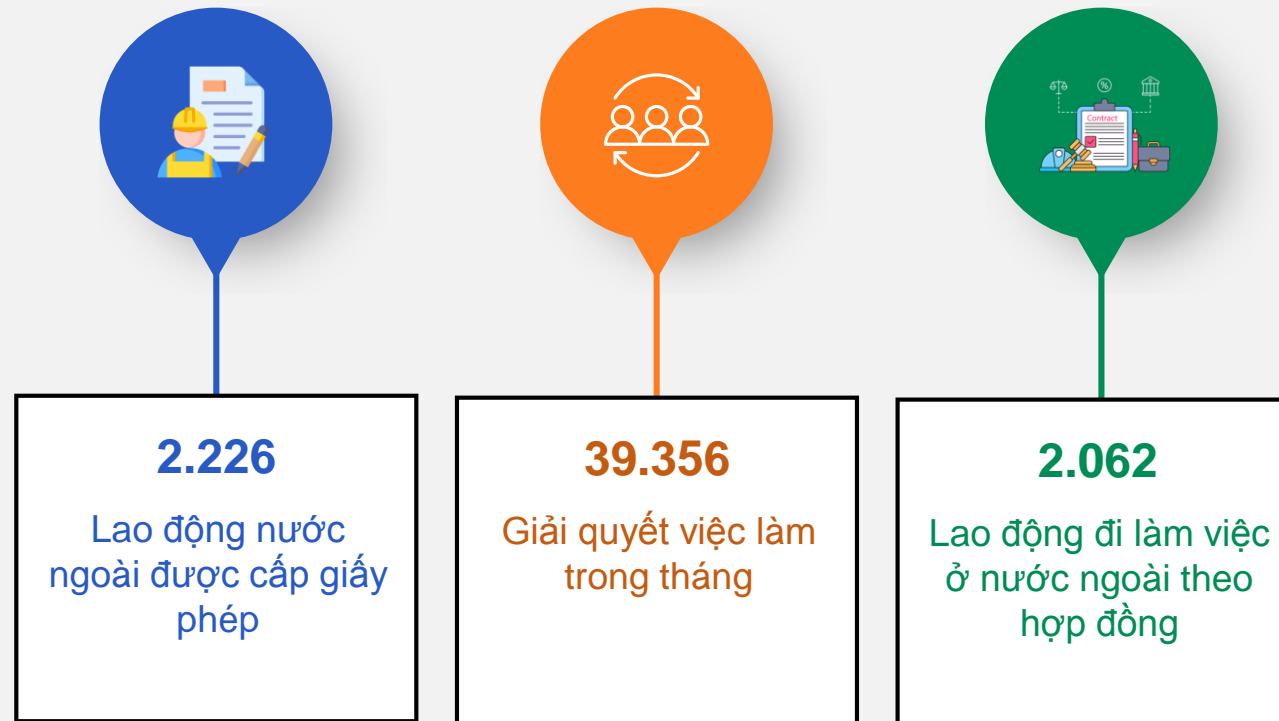 Contract
2.226
Lao động nước
ngoài được cấp giấy
phép
39.356
Giải quyết việc làm
trong tháng
2.062
Lao động đi làm việc
ở nước ngoài theo
hợp đồng